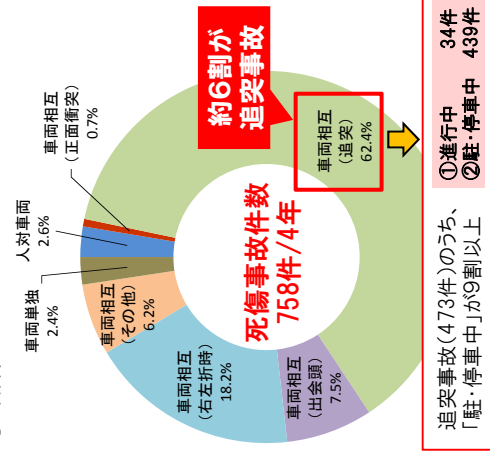 人対車両
2.6%
車両相互
(正面衝突)
0.7%
車両単独
2.4%
車両相互
(その他)
6.2%
車両相互
(右左折時)
18.2%
車両相互
(出会頭)
7.5%
死傷事故件数
758件/4年
約6割が
追突事故
車両相互
(追突)
62.4%
追突事故(473件)のうち、
「駐・停車中」が9割以上
①進行中 34件
②駐・停車中 439件